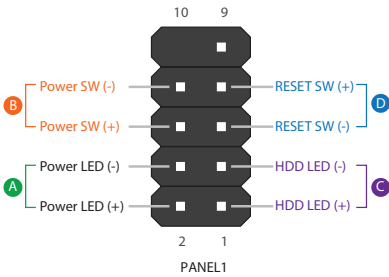 10 9
Power SW (-) RESET SW (+)
B D
Power SW (+) RESET SW (-)
Power LED (-) HDD LED (-)
A C
Power LED (+) HDD LED (+)
2 1
PANEL1